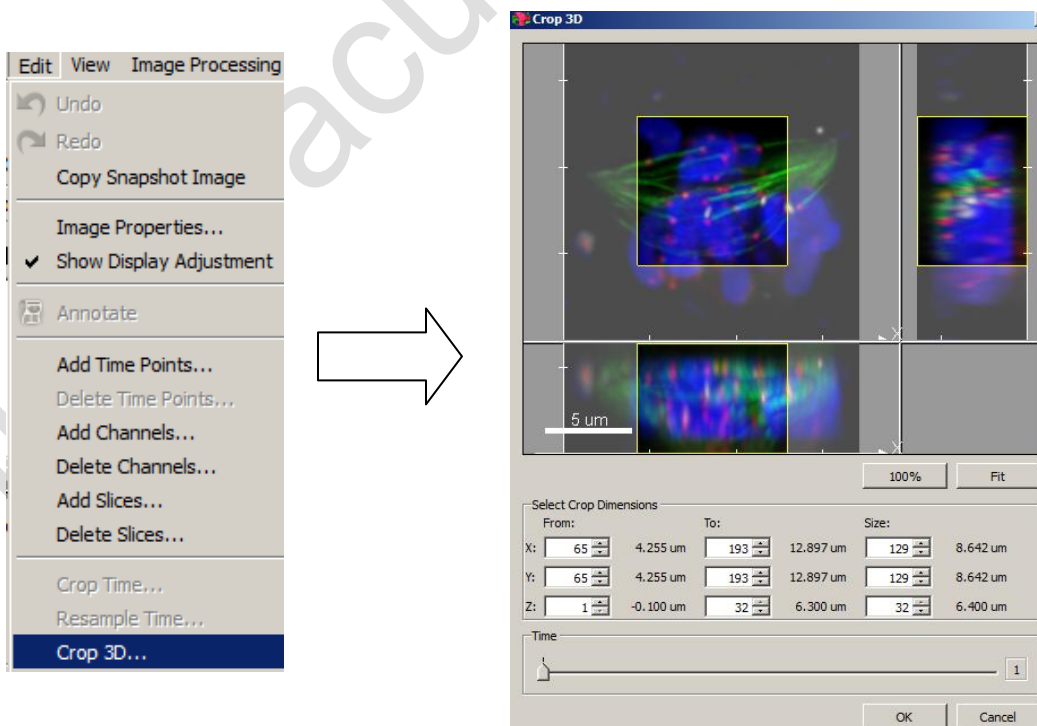 Edit View Image Processing
Undo
Redo
Copy Snapshot Image
Image Properties...
Show Display Adjustment
Annotate
Add Time Points...
Delete Time Points...
Add Channels...
Delete Channels...
Add Slices...
Delete Slices...
Crop Time...
Resample Time...
Crop 3D...
Crop 3D
X
5 um
X
100% Fit
Select Crop Dimensions
From: To: Size:
X: 65 4.255 um 193 12.897 um 129 8.642 um
Y: 65 4.255 um 193 12.897 um 129 8.642 um
Z: 1 -0.100 um 32 6.300 um 32 6.400 um
Time
1
OK Cancel